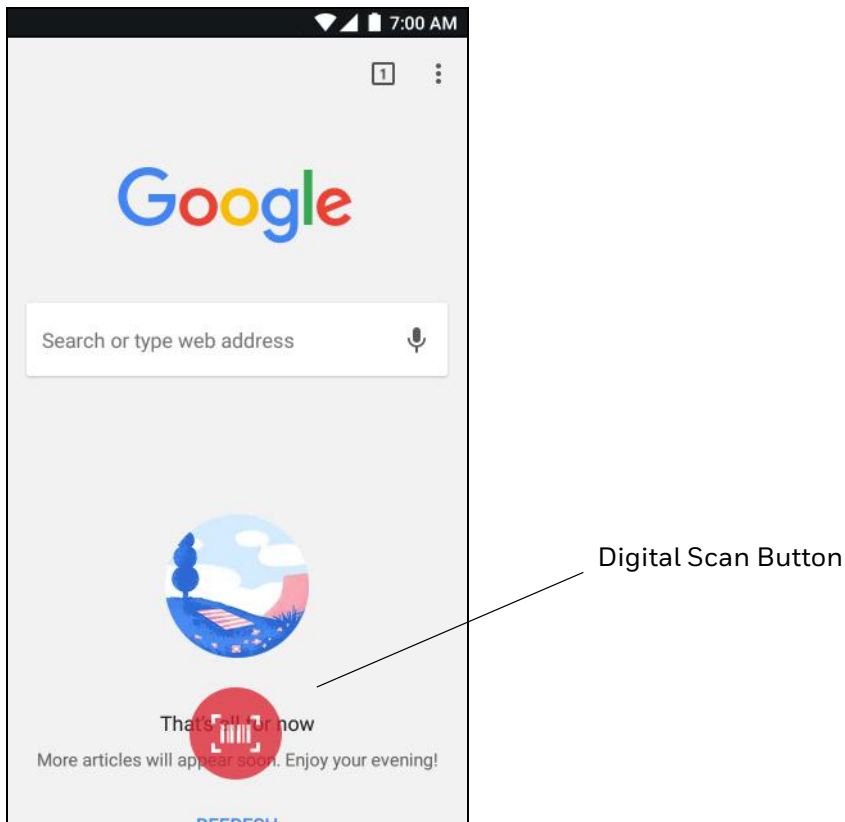 7:00 AM
1
Google
Search or type web address
Digital Scan Button
That's all for now
More articles will appear soon. Enjoy your evening!
REFRESH